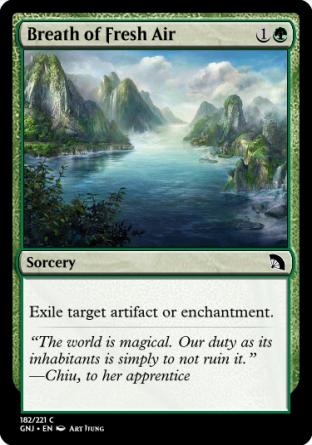 Breath of Fresh Air 1
Sorcery
Exile target artifact or enchantment.
"The world is magical. Our duty as its
inhabitants is simply to not ruin it."
—Chiu, to her apprentice
182/221 C
GNJ • EN Art Jung